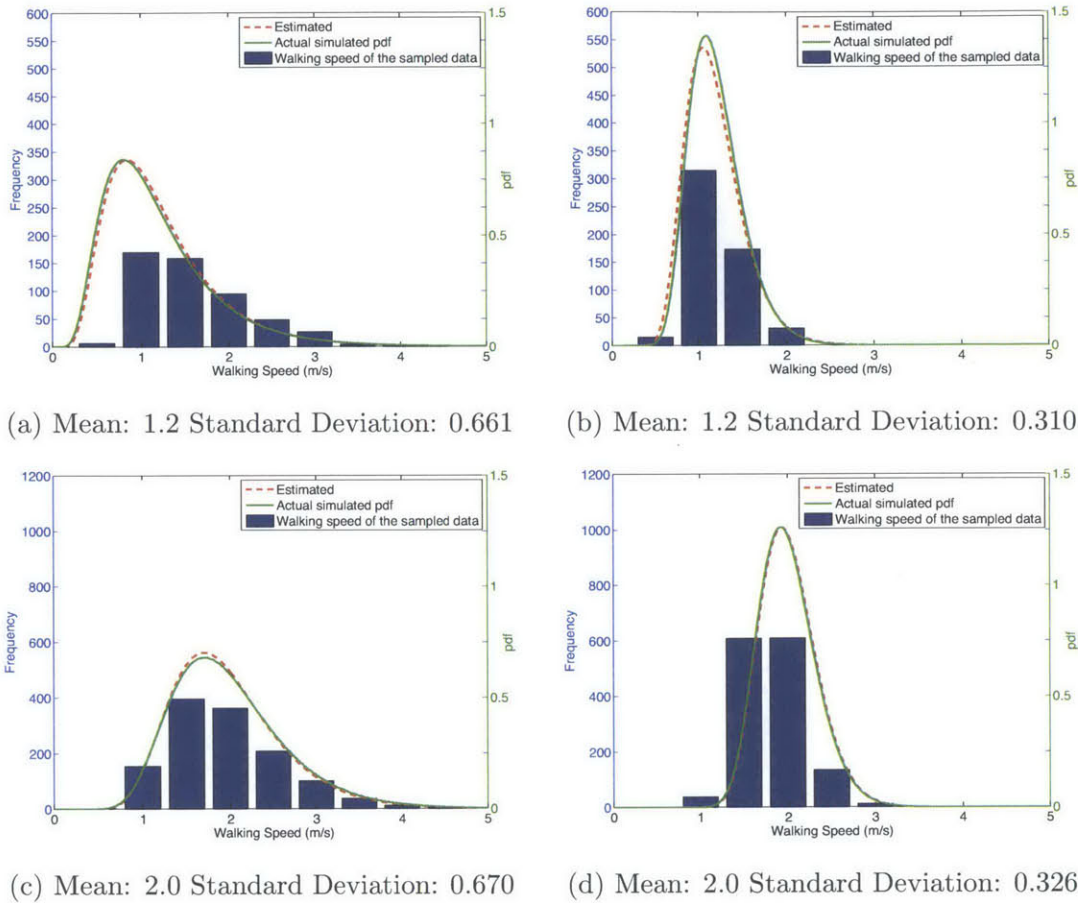 Estimated
Actual simulated pdf
Walking speed of the sampled data
600
550
500
450
400
350
300
250
200
150
100
50
0
Frequency
1.5
1
0.5
0
pdf
0 1 2 3 4 5
Walking Speed (m/s)
(a) Mean: 1.2 Standard Deviation: 0.661
Estimated
Actual simulated pdf
Walking speed of the sampled data
600
550
500
450
400
350
300
250
200
150
100
50
0
Frequency
1.5
1
0.5
0
pdf
0 1 2 3 4 5
Walking Speed (m/s)
(b) Mean: 1.2 Standard Deviation: 0.310
Estimated
Actual simulated pdf
Walking speed of the sampled data
1200
1000
800
600
400
200
0
Frequency
1.5
1
0.5
0
pdf
0 1 2 3 4 5
Walking Speed (m/s)
(c) Mean: 2.0 Standard Deviation: 0.670
Estimated
Actual simulated pdf
Walking speed of the sampled data
1200
1000
800
600
400
200
0
Frequency
1.5
1
0.5
0
pdf
0 1 2 3 4 5
Walking Speed (m/s)
(d) Mean: 2.0 Standard Deviation: 0.326